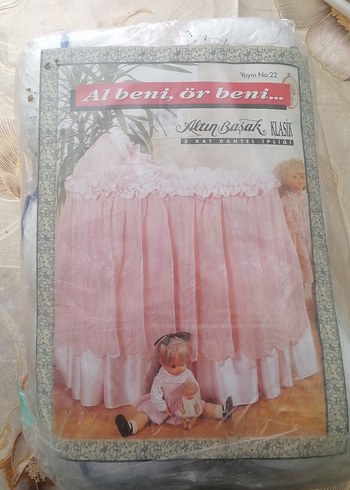 Yayın No:22
Al beni, ör beni...
Altın Başak KLASİK
2 KAT DANTEL İPLİĞİ